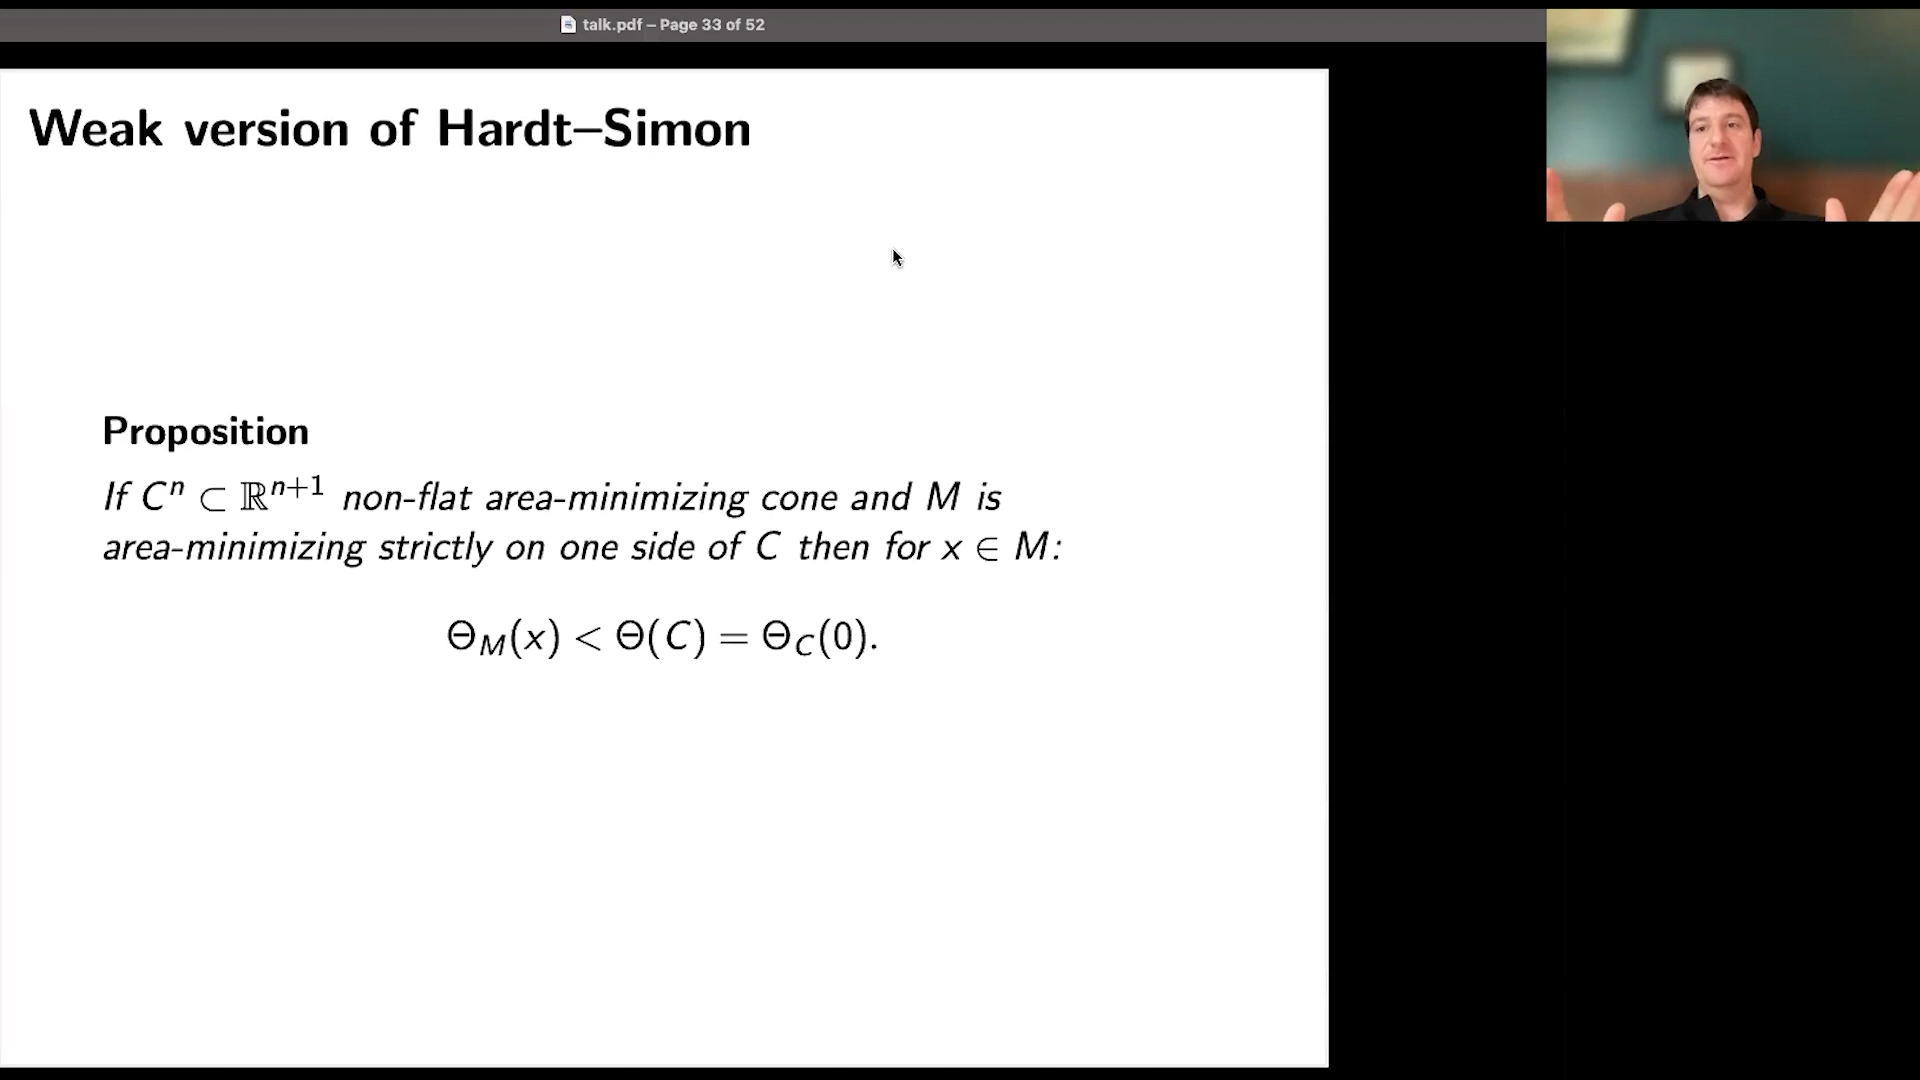 talk.pdf – Page 33 of 52
Weak version of Hardt–Simon
Proposition
If Cⁿ ⊂ ℝⁿ⁺¹ non-flat area-minimizing cone and M is
area-minimizing strictly on one side of C then for x ∈ M:
Θ_M(x) < Θ(C) = Θ_C(0).